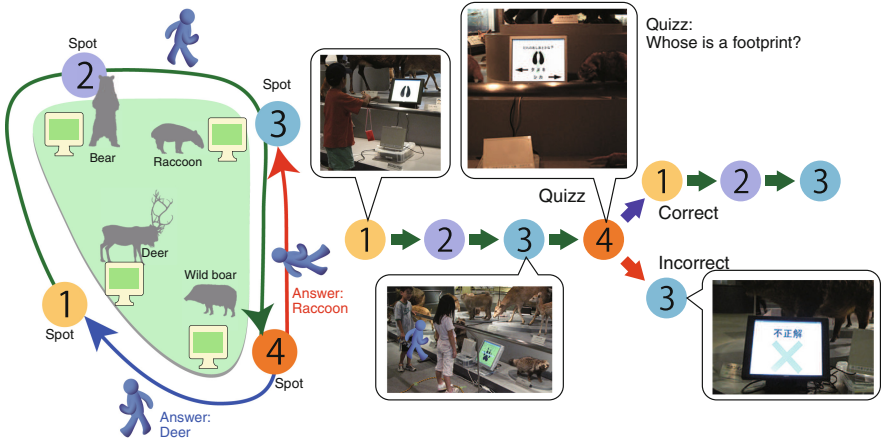 Spot
2
Bear
Raccoon
Spot
3
Deer
Wild boar
1
Spot
4
Spot
Answer:
Raccoon
Answer:
Deer
Quizz:
Whose is a footprint?
Quizz
1
2
3
4
1
2
3
Correct
Incorrect
3
不正解